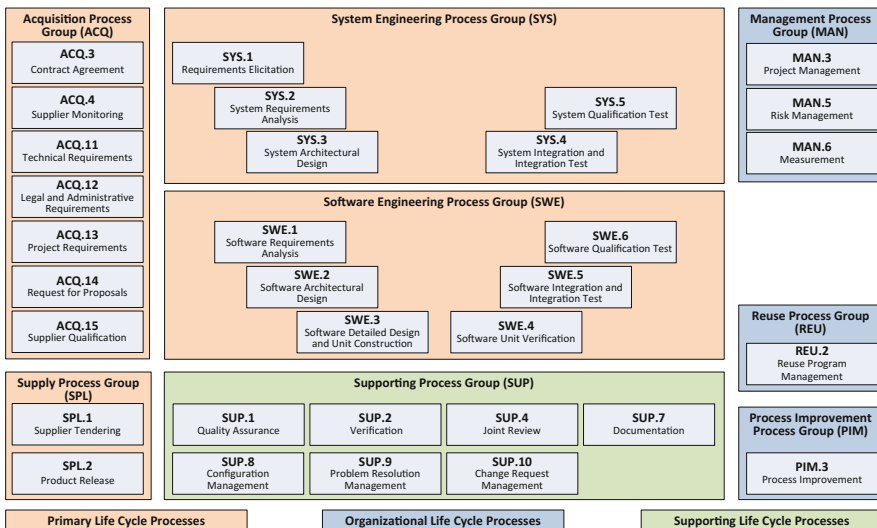 Acquisition Process
Group (ACQ)
ACQ.3
Contract Agreement
ACQ.4
Supplier Monitoring
ACQ.11
Technical Requirements
ACQ.12
Legal and Administrative
Requirements
ACQ.13
Project Requirements
ACQ.14
Request for Proposals
ACQ.15
Supplier Qualification
System Engineering Process Group (SYS)
SYS.1
Requirements Elicitation
SYS.2
System Requirements
Analysis
SYS.3
System Architectural
Design
SYS.5
System Qualification Test
SYS.4
System Integration and
Integration Test
Management Process
Group (MAN)
MAN.3
Project Management
MAN.5
Risk Management
MAN.6
Measurement
Software Engineering Process Group (SWE)
SWE.1
Software Requirements
Analysis
SWE.2
Software Architectural
Design
SWE.3
Software Detailed Design
and Unit Construction
SWE.6
Software Qualification Test
SWE.5
Software Integration and
Integration Test
SWE.4
Software Unit Verification
Reuse Process Group
(REU)
REU.2
Reuse Program
Management
Supply Process Group
(SPL)
SPL.1
Supplier Tendering
SPL.2
Product Release
Supporting Process Group (SUP)
SUP.1
Quality Assurance
SUP.2
Verification
SUP.4
Joint Review
SUP.7
Documentation
SUP.8
Configuration
Management
SUP.9
Problem Resolution
Management
SUP.10
Change Request
Management
Process Improvement
Process Group (PIM)
PIM.3
Process Improvement
Primary Life Cycle Processes
Organizational Life Cycle Processes
Supporting Life Cycle Processes